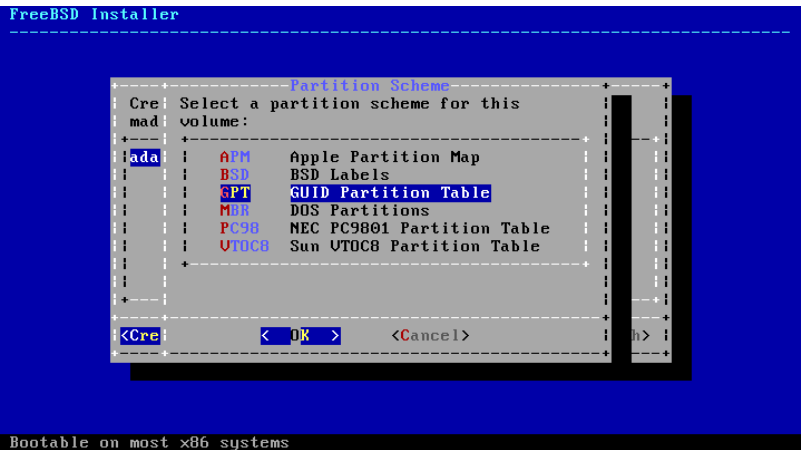 FreeBSD Installer
Partition Scheme
Cre Select a partition scheme for this
mad volume:
ada APM Apple Partition Map
BSD BSD Labels
GPT GUID Partition Table
MBR DOS Partitions
PC98 NEC PC9801 Partition Table
VTOC8 Sun VTOC8 Partition Table
<Cre < OK > <Cancel> h>
Bootable on most x86 systems